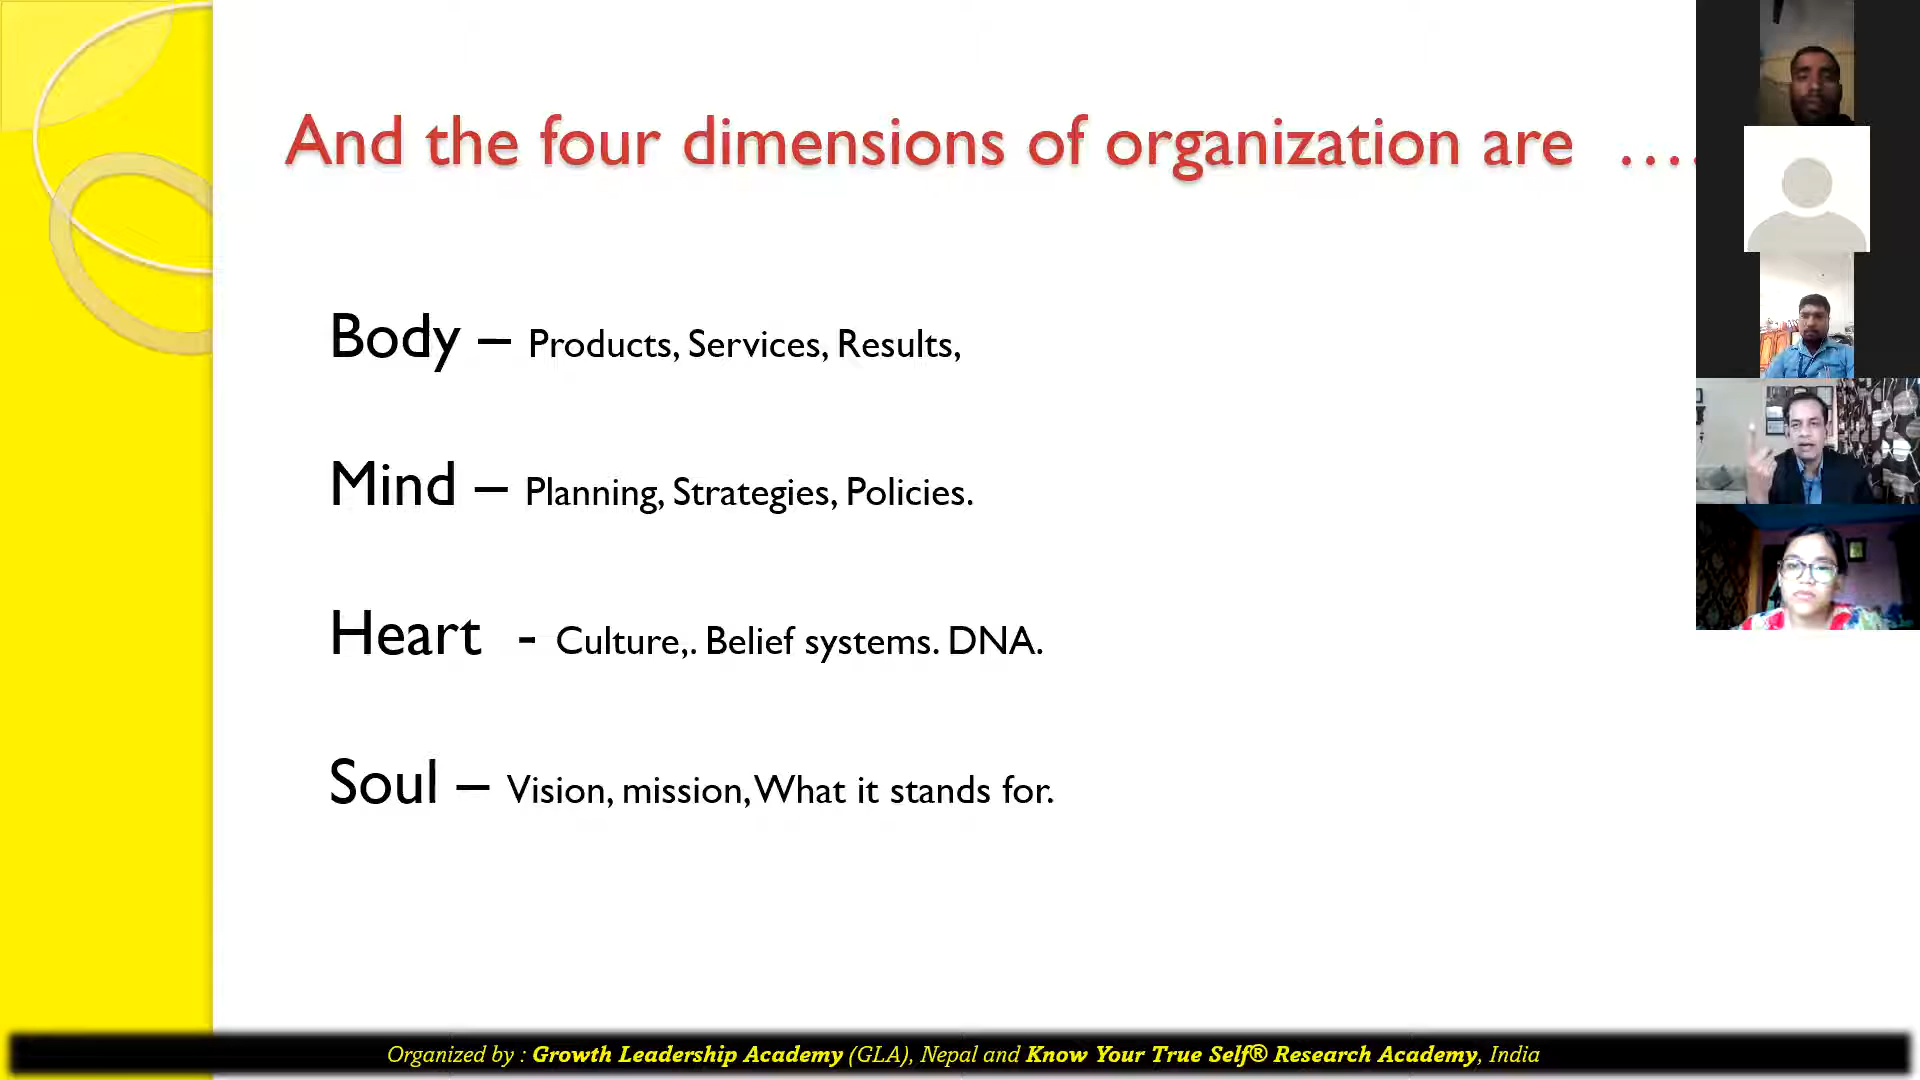 And the four dimensions of organization are ....
Body – Products, Services, Results,
Mind – Planning, Strategies, Policies.
Heart - Culture,. Belief systems. DNA.
Soul – Vision, mission, What it stands for.
Organized by : Growth Leadership Academy (GLA), Nepal and Know Your True Self® Research Academy, India